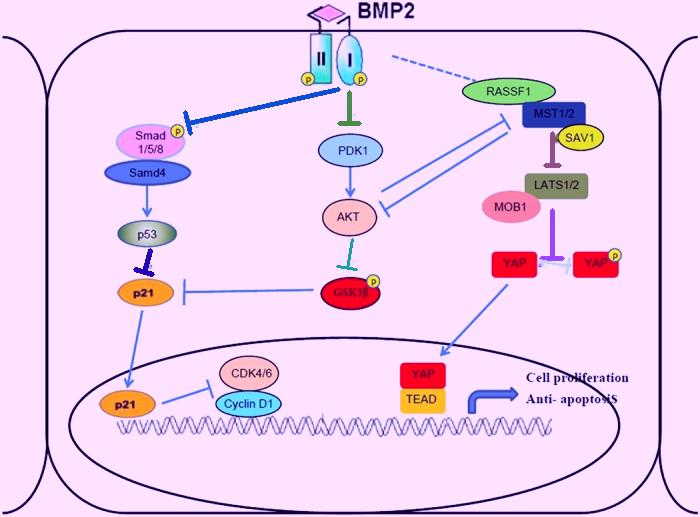 BMP2
II
I
P
P
RASSF1
MST1/2
SAV1
Smad
1/5/8
P
Samd4
PDK1
LATS1/2
MOB1
AKT
p53
YAP
YAP
P
p21
GSK3β
P
CDK4/6
Cyclin D1
p21
YAP
TEAD
Cell proliferation
Anti- apoptosiS